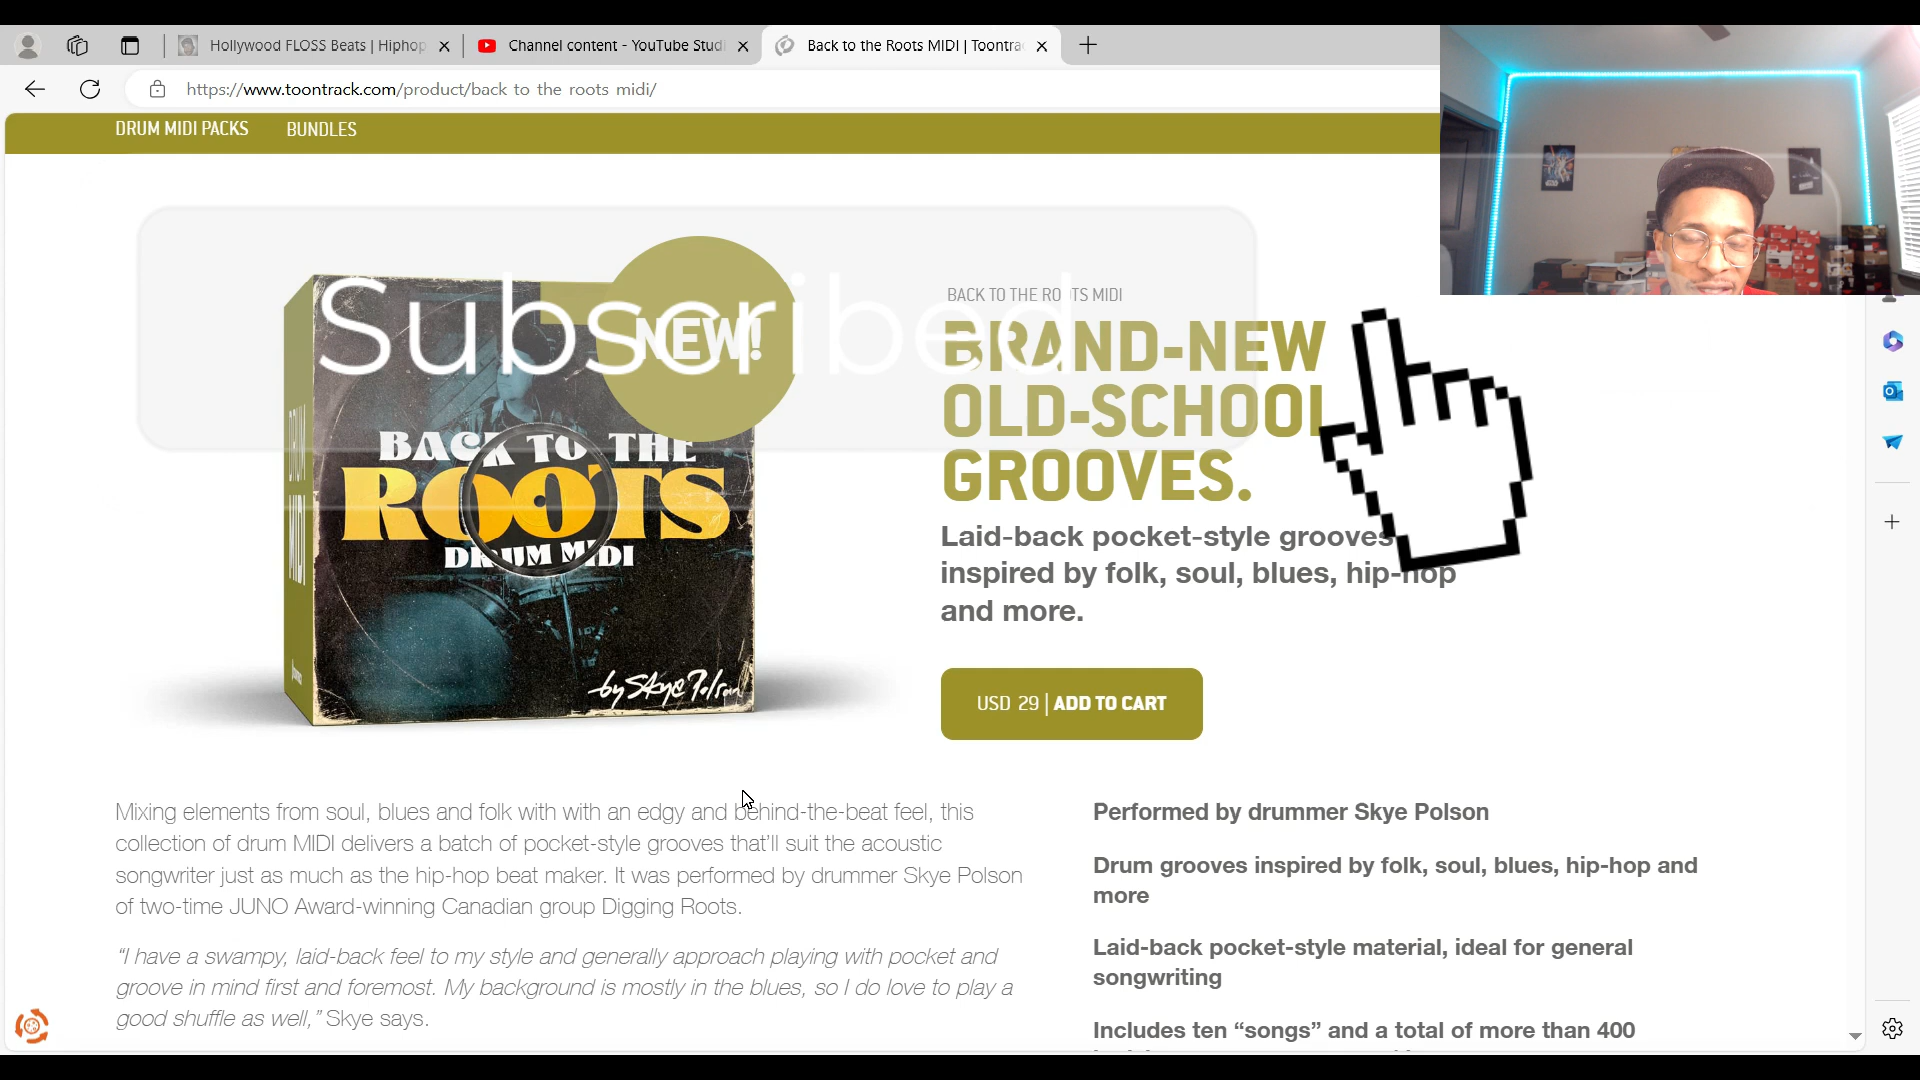 Hollywood FLOSS Beats | Hiphop
Channel content - YouTube Studi
Back to the Roots MIDI | Toontrac
https://www.toontrack.com/product/back to the roots midi/
DRUM MIDI PACKS
BUNDLES
Subscribed
NEW!
BACK TO THE
ROOTS
DRUM MIDI
by Skye Polson
DRUM MIDI
BACK TO THE ROOTS MIDI
BRAND-NEW
OLD-SCHOOL
GROOVES.
Laid-back pocket-style grooves
inspired by folk, soul, blues, hip-hop
and more.
USD 29 | ADD TO CART
Mixing elements from soul, blues and folk with with an edgy and behind-the-beat feel, this
collection of drum MIDI delivers a batch of pocket-style grooves that'll suit the acoustic
songwriter just as much as the hip-hop beat maker. It was performed by drummer Skye Polson
of two-time JUNO Award-winning Canadian group Digging Roots.
“I have a swampy, laid-back feel to my style and generally approach playing with pocket and
groove in mind first and foremost. My background is mostly in the blues, so I do love to play a
good shuffle as well,” Skye says.
Performed by drummer Skye Polson
Drum grooves inspired by folk, soul, blues, hip-hop and
more
Laid-back pocket-style material, ideal for general
songwriting
Includes ten “songs” and a total of more than 400